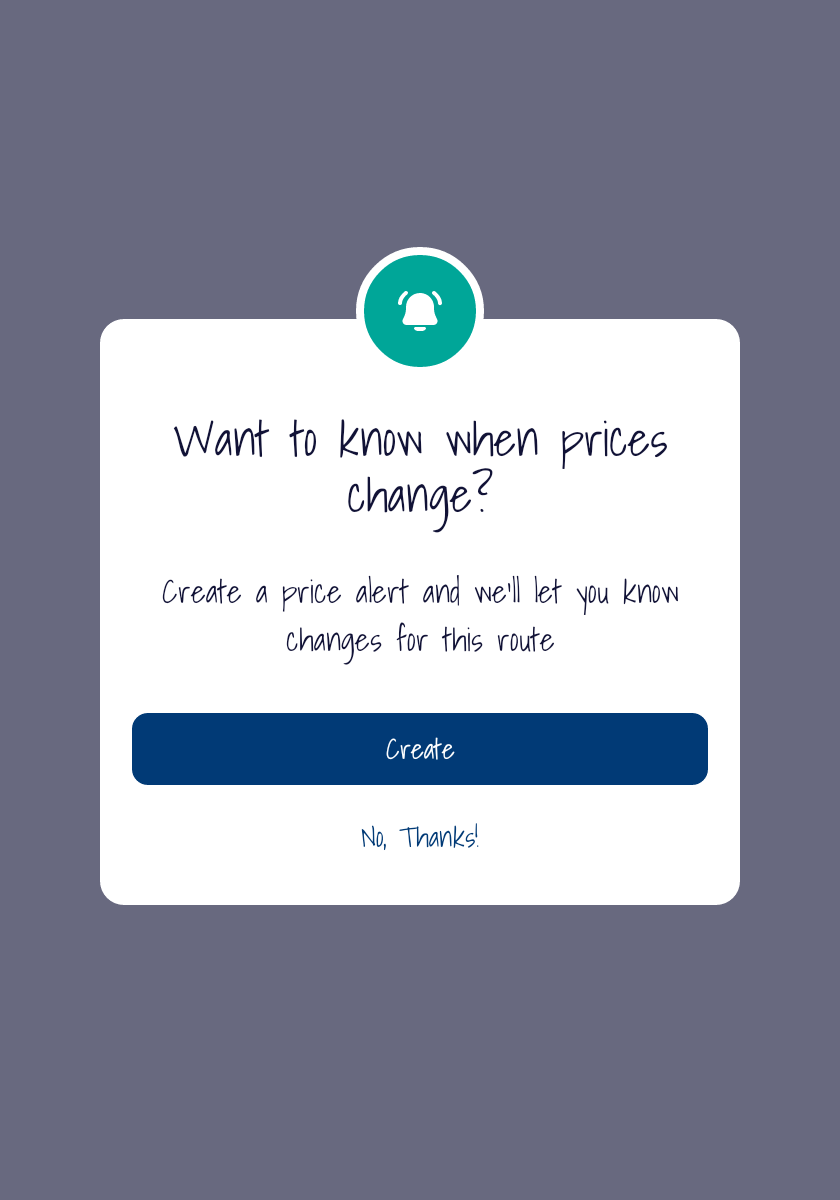 Want to know when prices
change?
Create a price alert and we'll let you know
changes for this route
Create
No, Thanks!